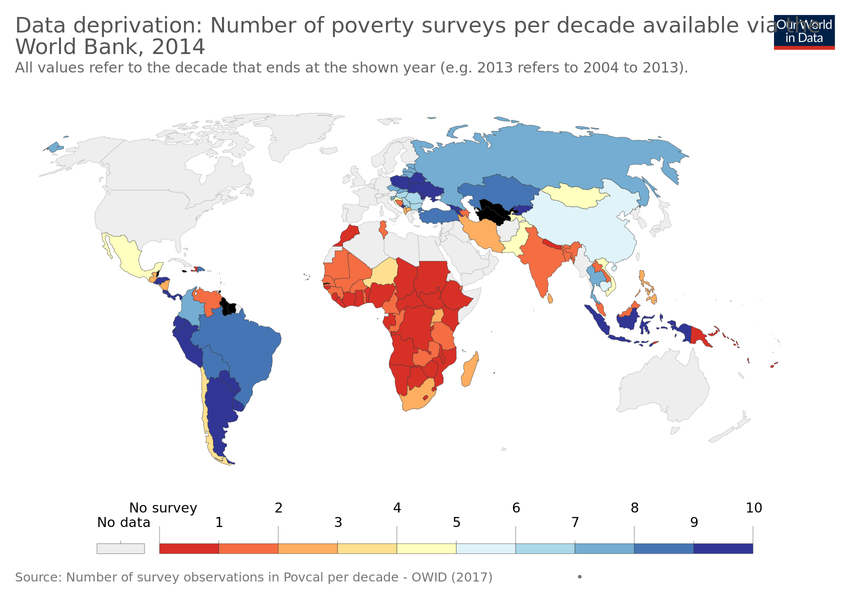 Data deprivation: Number of poverty surveys per decade available via the
World Bank, 2014
Our World
in Data
All values refer to the decade that ends at the shown year (e.g. 2013 refers to 2004 to 2013).
No survey 2 4 6 8 10
No data 1 3 5 7 9
Source: Number of survey observations in Povcal per decade - OWID (2017) •